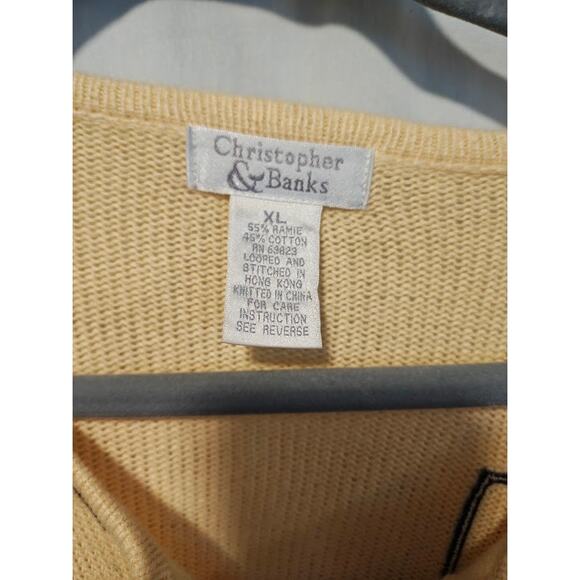 Christopher
& Banks
XL
55% RAMIE
45% COTTON
RN 69829
LOOPED AND
STITCHED IN
HONG KONG
KNITTED IN CHINA
FOR CARE
INSTRUCTION
SEE REVERSE